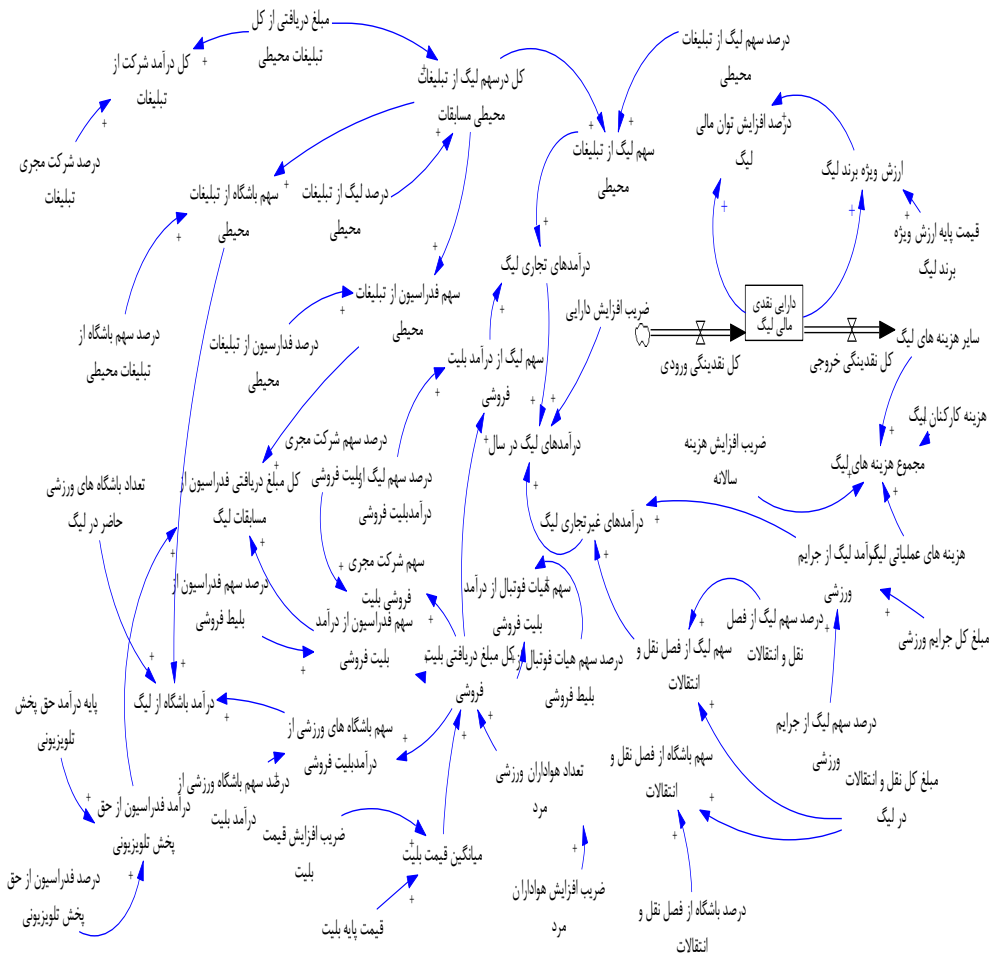 مبلغ دریافتی از کل
تبلیغات محیطی
کل درآمد شرکت از
تبلیغات
درصد شرکت مجری
تبلیغات
کل درسهم لیگ از تبلیغات
محیطی مسابقات
درصد سهم لیگ از تبلیغات
محیطی
درصد افزایش توان مالی
لیگ
سهم لیگ از تبلیغات
محیطی
ارزش ویژه برند لیگ
قیمت پایه ارزش ویژه
برند لیگ
سهم باشگاه از تبلیغات
محیطی
درصد لیگ از تبلیغات
محیطی
درآمدهای تجاری لیگ
سهم فدراسیون از تبلیغات
محیطی
درصد سهم باشگاه از
تبلیغات محیطی
درصد فدارسیون از تبلیغات
محیطی
ضریب افزایش دارایی
دارایی نقدی
مالی لیگ
کل نقدینگی ورودی
کل نقدینگی خروجی
سایر هزینه های لیگ
سهم لیگ از درآمد بلیت
فروشی
هزینه کارکنان لیگ
درآمدهای لیگ در سال
ضریب افزایش هزینه
سالانه
مجموع هزینه های لیگ
درصد سهم شرکت مجری
بلیت فروشی
درصد سهم لیگ از
درآمدبلیت فروشی
کل مبلغ دریافتی فدراسیون از
مسابقات لیگ
تعداد باشگاه های ورزشی
حاضر در لیگ
درآمدهای غیرتجاری لیگ
هزینه های عملیاتی لیگ
درآمد لیگ از جرایم
ورزشی
سهم شرکت مجری
فروشی بلیت
سهم هیات فوتبال از درآمد
بلیت فروشی
درصد سهم فدراسیون از
بلیط فروشی
سهم فدراسیون از درآمد
بلیت فروشی
درصد سهم لیگ از فصل
نقل و انتقالات
مبلغ کل جرایم ورزشی
کل مبلغ دریافتی بلیت
فروشی
درصد سهم هیات فوتبال از
بلیط فروشی
سهم لیگ از فصل نقل و
انتقالات
درآمد باشگاه از لیگ
پایه درآمد حق پخش
تلویزیونی
سهم باشگاه های ورزشی از
درآمدبلیت فروشی
درصد سهم لیگ از جرایم
ورزشی
سهم باشگاه از فصل نقل و
انتقالات
تعداد هواداران ورزشی
مرد
مبلغ کل نقل و انتقالات
در لیگ
درصد سهم باشگاه ورزشی از
درآمد بلیت
درآمد فدراسیون از حق
پخش تلویزیونی
ضریب افزایش قیمت
بلیت
میانگین قیمت بلیت
درصد فدراسیون از حق
پخش تلویزیونی
قیمت پایه بلیت
ضریب افزایش هواداران
مرد
درصد باشگاه از فصل نقل و
انتقالات